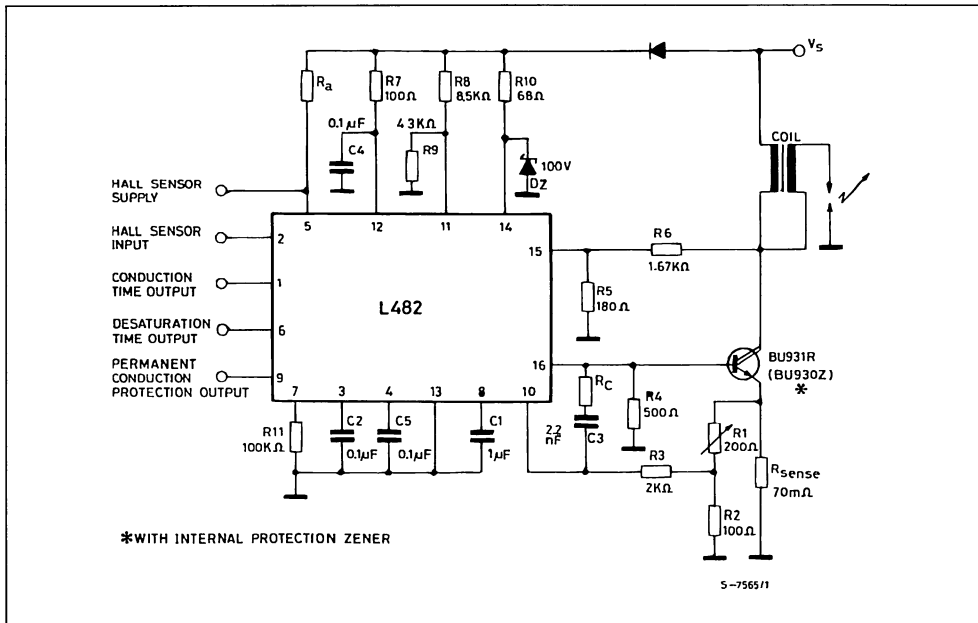 Vs
Ra
R7
100Ω
R8
8,5KΩ
R10
68Ω
0.1µF
C4
43KΩ
R9
100V
DZ
COIL
HALL SENSOR
SUPPLY
HALL SENSOR
INPUT
CONDUCTION
TIME OUTPUT
DESATURATION
TIME OUTPUT
PERMANENT
CONDUCTION
PROTECTION OUTPUT
5
12
11
14
2
1
6
9
L482
15
16
7
3
4
13
8
10
R6
1.67KΩ
R5
180Ω
BU931R
(BU930Z)
*
RC
R4
500Ω
2.2
nF
C3
R1
200Ω
R3
2KΩ
Rsense
70mΩ
R2
100Ω
R11
100KΩ
C2
0.1µF
C5
0.1µF
C1
1µF
*WITH INTERNAL PROTECTION ZENER
S-7565/1